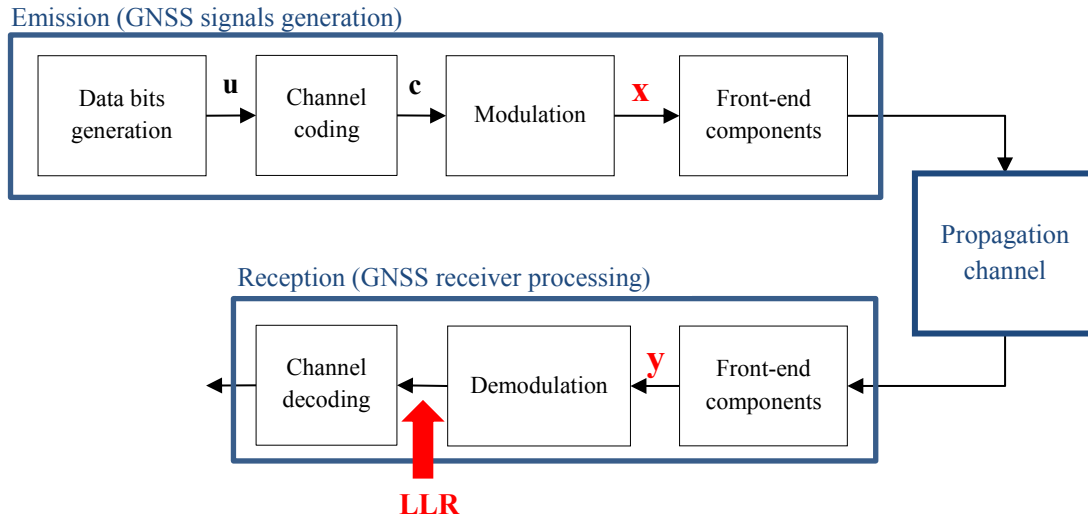 Emission (GNSS signals generation)
Data bits
generation
u
Channel
coding
c
Modulation
x
Front-end
components
Propagation
channel
Reception (GNSS receiver processing)
Channel
decoding
Demodulation
y
Front-end
components
LLR